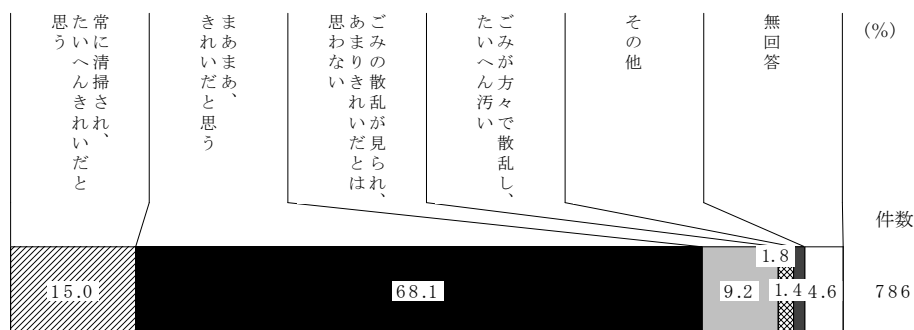 常に清掃され、
たいへんきれいだと
思う
まあまあ、
きれいだと思う
ごみの散乱が見られ、
あまりきれいだとは
思わない
ごみが方々で散乱し、
たいへん汚い
その他
無回答
(%)
件数
15.0
68.1
9.2
1.8
1.4
4.6
786